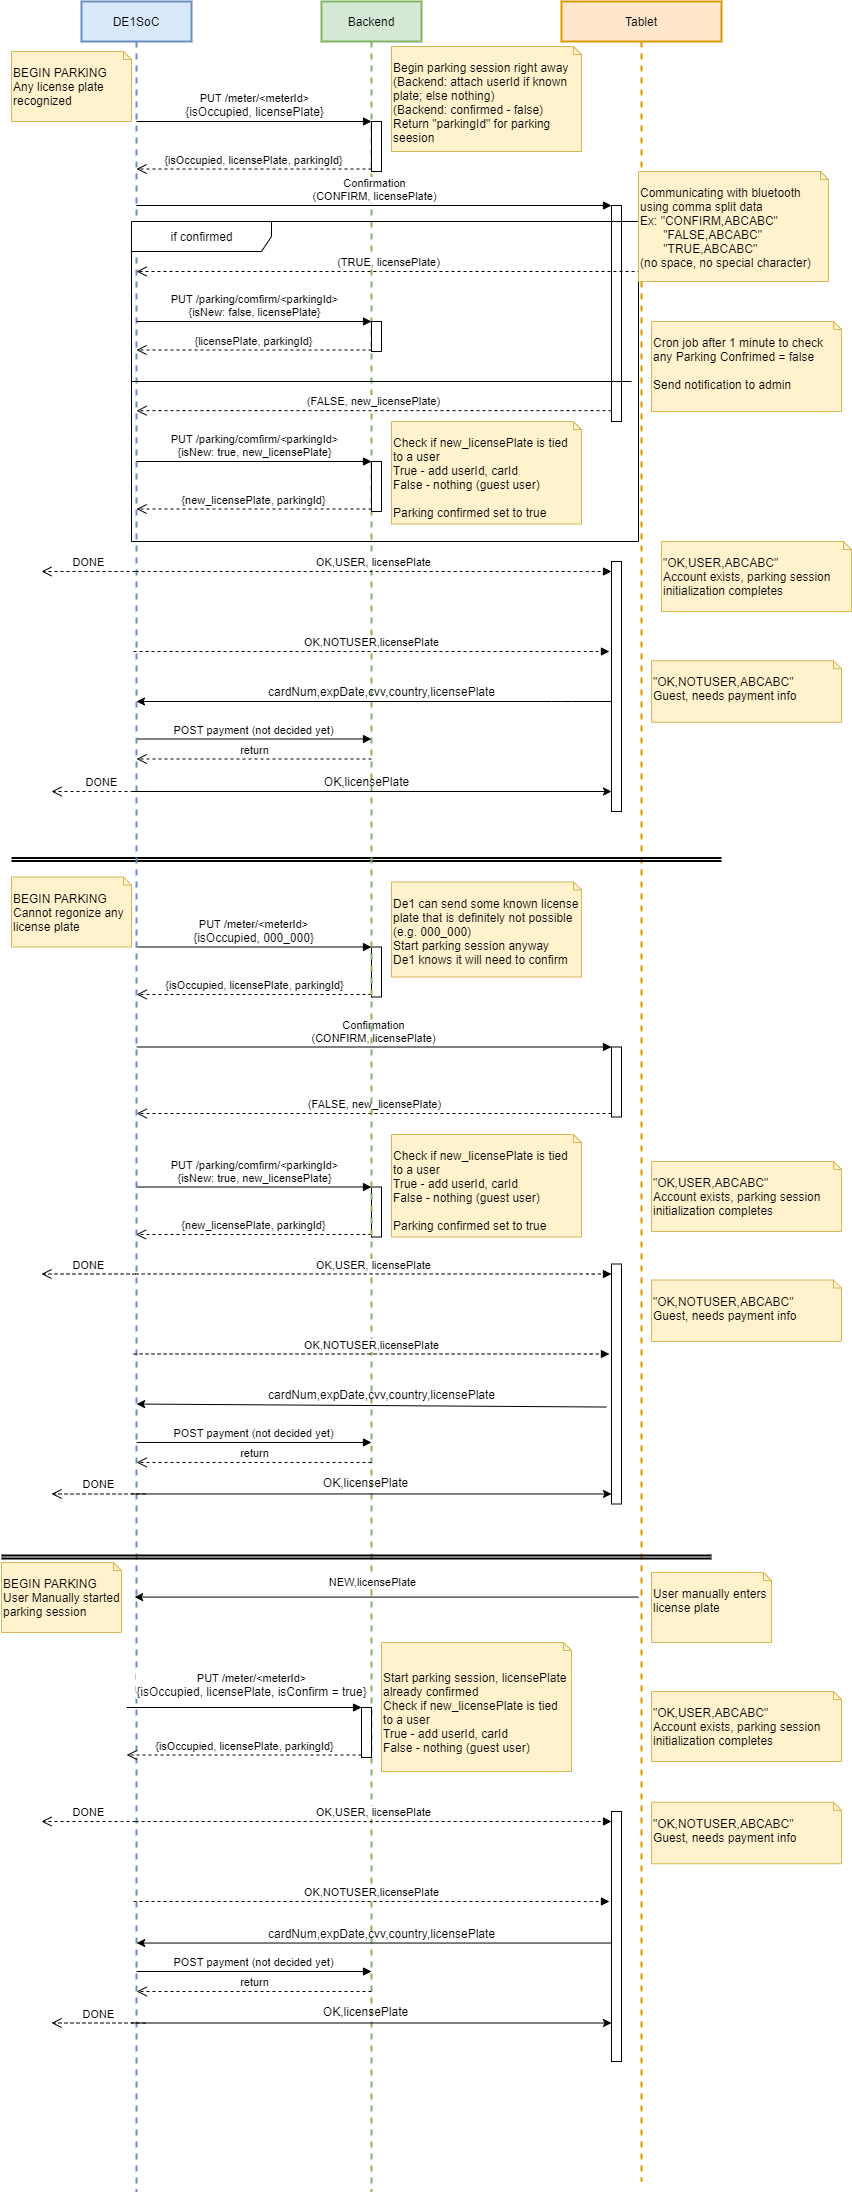 DE1SoC
Backend
Tablet
BEGIN PARKING
Any license plate
recognized
PUT /meter/<meterId>
{isOccupied, licensePlate}
Begin parking session right away
(Backend: attach userId if known
plate; else nothing)
(Backend: confirmed - false)
Return "parkingId" for parking
seesion
{isOccupied, licensePlate, parkingId}
Confirmation
(CONFIRM, licensePlate)
Communicating with bluetooth
using comma split data
Ex: "CONFIRM,ABCABC"
"FALSE,ABCABC"
"TRUE,ABCABC"
(no space, no special character)
if confirmed
(TRUE, licensePlate)
PUT /parking/comfirm/<parkingId>
{isNew: false, licensePlate}
{licensePlate, parkingId}
Cron job after 1 minute to check
any Parking Confrimed = false
Send notification to admin
(FALSE, new_licensePlate)
PUT /parking/comfirm/<parkingId>
{isNew: true, new_licensePlate}
Check if new_licensePlate is tied
to a user
True - add userId, carId
False - nothing (guest user)
Parking confirmed set to true
{new_licensePlate, parkingId}
DONE
OK,USER, licensePlate
"OK,USER,ABCABC"
Account exists, parking session
initialization completes
OK,NOTUSER,licensePlate
"OK,NOTUSER,ABCABC"
Guest, needs payment info
cardNum,expDate,cvv,country,licensePlate
POST payment (not decided yet)
return
DONE
OK,licensePlate
BEGIN PARKING
Cannot regonize any
license plate
PUT /meter/<meterId>
{isOccupied, 000_000}
De1 can send some known license
plate that is definitely not possible
(e.g. 000_000)
Start parking session anyway
De1 knows it will need to confirm
{isOccupied, licensePlate, parkingId}
Confirmation
(CONFIRM, licensePlate)
(FALSE, new_licensePlate)
PUT /parking/comfirm/<parkingId>
{isNew: true, new_licensePlate}
Check if new_licensePlate is tied
to a user
True - add userId, carId
False - nothing (guest user)
Parking confirmed set to true
"OK,USER,ABCABC"
Account exists, parking session
initialization completes
{new_licensePlate, parkingId}
DONE
OK,USER, licensePlate
"OK,NOTUSER,ABCABC"
Guest, needs payment info
OK,NOTUSER,licensePlate
cardNum,expDate,cvv,country,licensePlate
POST payment (not decided yet)
return
DONE
OK,licensePlate
BEGIN PARKING
User Manually started
parking session
NEW,licensePlate
User manually enters
license plate
PUT /meter/<meterId>
{isOccupied, licensePlate, isConfirm = true}
Start parking session, licensePlate
already confirmed
Check if new_licensePlate is tied
to a user
True - add userId, carId
False - nothing (guest user)
"OK,USER,ABCABC"
Account exists, parking session
initialization completes
{isOccupied, licensePlate, parkingId}
DONE
OK,USER, licensePlate
"OK,NOTUSER,ABCABC"
Guest, needs payment info
OK,NOTUSER,licensePlate
cardNum,expDate,cvv,country,licensePlate
POST payment (not decided yet)
return
DONE
OK,licensePlate